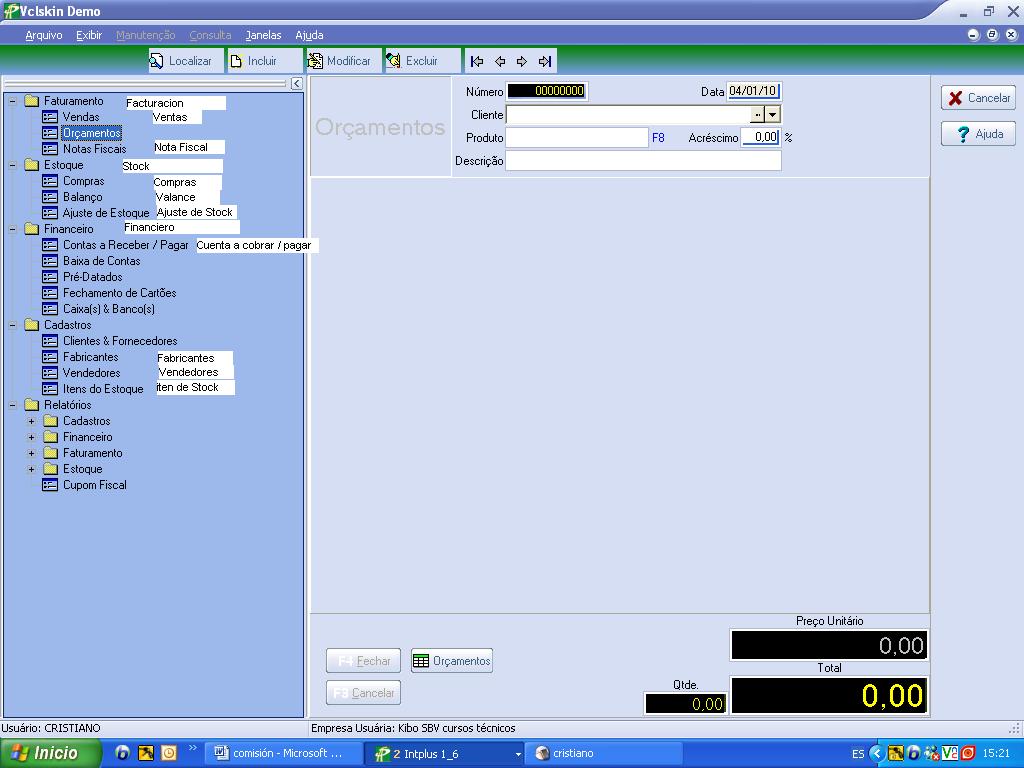 Vclskin Demo
Arquivo Exibir Manutenção Consulta Janelas Ajuda
Localizar Incluir Modificar Excluir
Faturamento Facturacion
Vendas Ventas
Orçamentos
Notas Fiscais Nota Fiscal
Estoque Stock
Compras Compras
Balanço Valance
Ajuste de Estoque Ajuste de Stock
Financeiro Financiero
Contas a Receber / Pagar Cuenta a cobrar / pagar
Baixa de Contas
Pré-Datados
Fechamento de Cartões
Caixa(s) & Banco(s)
Cadastros
Clientes & Fornecedores
Fabricantes Fabricantes
Vendedores Vendedores
Itens do Estoque iten de Stock
Relatórios
Cadastros
Financeiro
Faturamento
Estoque
Cupom Fiscal
Orçamentos
Número 00000000 Data 04/01/10
Cliente ..
Produto F8 Acréscimo 0,00 %
Descrição
Cancelar
Ajuda
Preço Unitário
0,00
F4 Fechar Orçamentos
Total
F3 Cancelar
Qtde.
0,00
0,00
Usuário: CRISTIANO Empresa Usuária: Kibo SBV cursos técnicos
Inicio » comisión - Microsoft ... 2 Intplus 1_6 cristiano ES 15:21